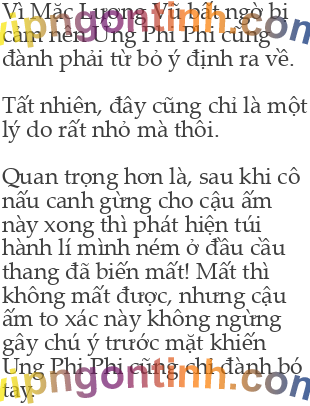 Vì Mặc Lương Vũ bất ngờ bị
cảm nên Ung Phi Phi cũng
đành phải từ bỏ ý định ra về.
Tất nhiên, đây cũng chỉ là một
lý do rất nhỏ mà thôi.
Quan trọng hơn là, sau khi cô
nấu canh gừng cho cậu ấm
này xong thì phát hiện túi
hành lí mình ném ở đầu cầu
thang đã biến mất! Mất thì
không mất được, nhưng cậu
ấm to xác này không ngừng
gây chú ý trước mặt khiến
Ung Phi Phi cũng chỉ đành bó
tay.
vipngontinh.com
vipngontinh.com